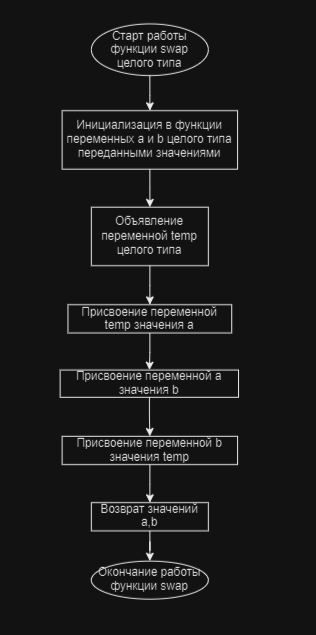 Старт работы
функции swap
целого типа
Инициализация в функции
переменных a и b целого типа
переданными значениями
Объявление
переменной temp
целого типа
Присвоение переменной
temp значения a
Присвоение переменной a
значения b
Присвоение переменной b
значения temp
Возврат значений
a,b
Окончание работы
функции swap